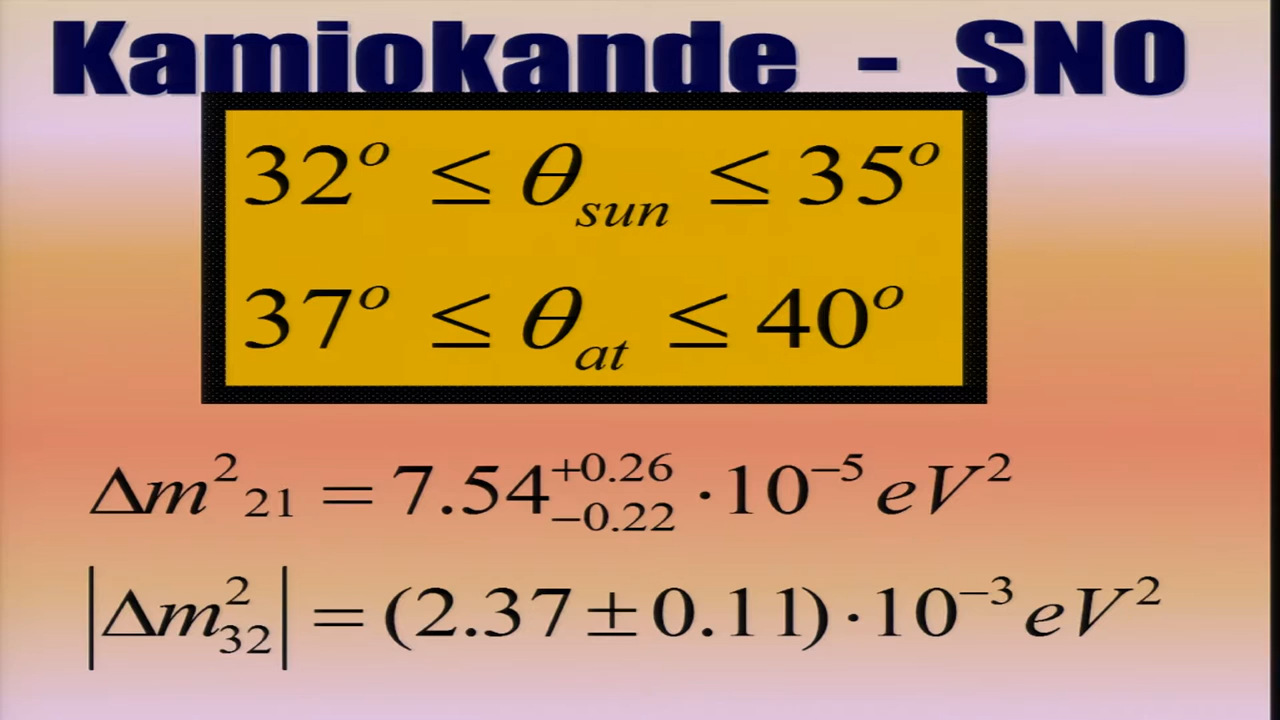 Kamiokande - SNO
32° ≤ θ_sun ≤ 35°
37° ≤ θ_at ≤ 40°
Δm²₂₁ = 7.54^{+0.26}_{-0.22} · 10⁻⁵ eV²
|Δm²₃₂| = (2.37 ± 0.11) · 10⁻³ eV²